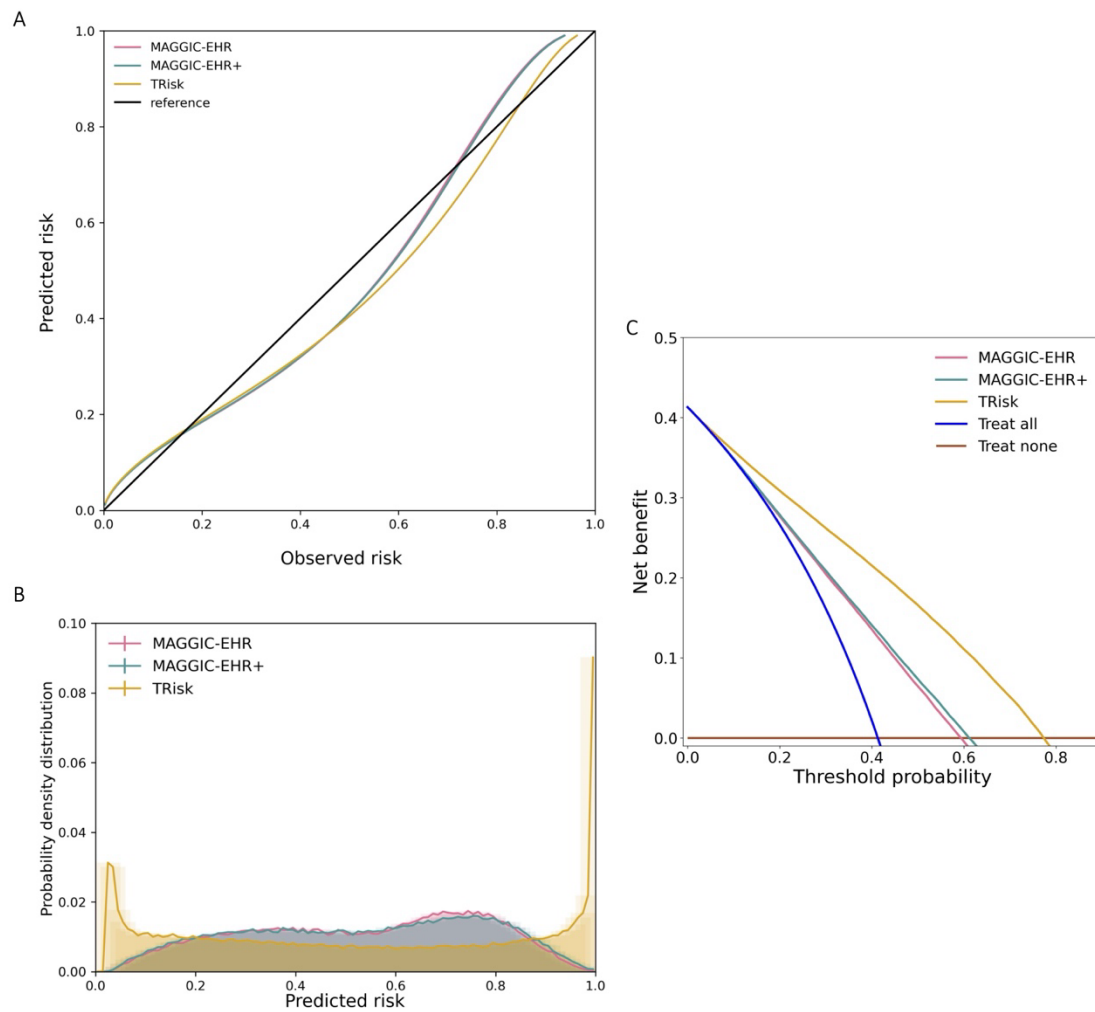 A
1.0
0.8
0.6
0.4
0.2
0.0
Predicted risk
MAGGIC-EHR
MAGGIC-EHR+
TRisk
reference
0.0 0.2 0.4 0.6 0.8 1.0
Observed risk
B
0.10
0.08
0.06
0.04
0.02
0.00
Probability density distribution
MAGGIC-EHR
MAGGIC-EHR+
TRisk
0.0 0.2 0.4 0.6 0.8 1.0
Predicted risk
C
0.5
0.4
0.3
0.2
0.1
0.0
Net benefit
MAGGIC-EHR
MAGGIC-EHR+
TRisk
Treat all
Treat none
0.0 0.2 0.4 0.6 0.8
Threshold probability